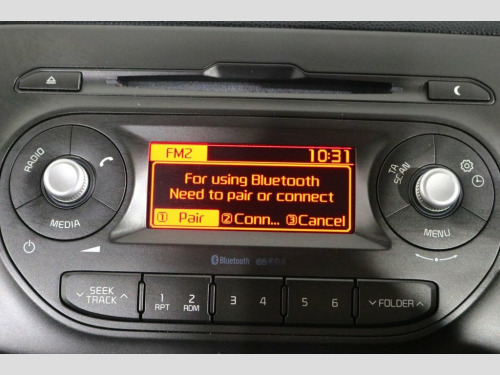 FM2 10:31
For using Bluetooth
Need to pair or connect
① Pair ②Conn... ③Cancel
RADIO
MEDIA
TA
SCAN
MENU
Bluetooth
SEEK
TRACK
1 2 3 4 5 6
RPT RDM
FOLDER